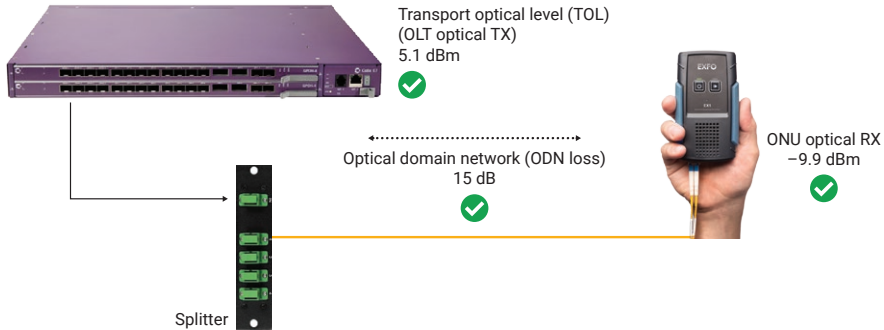 Transport optical level (TOL)
(OLT optical TX)
5.1 dBm
EXFO
Optical domain network (ODN loss)
15 dB
ONU optical RX
–9.9 dBm
Splitter